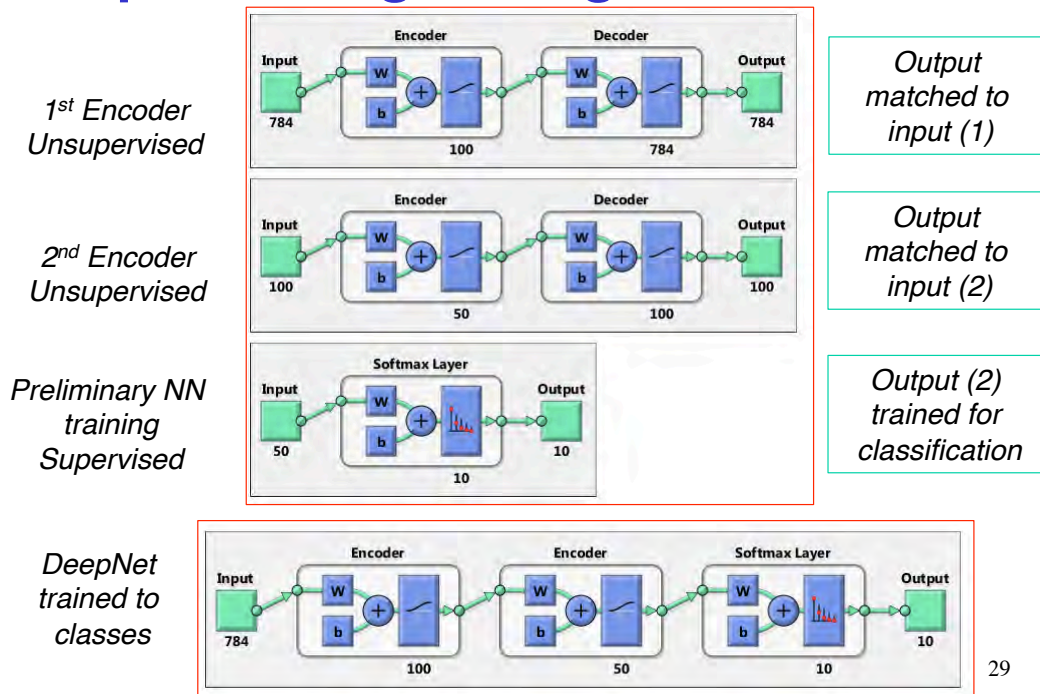 1st Encoder
Unsupervised
Encoder
Decoder
Input
W
b
+
W
b
+
Output
784
100
784
784
Output
matched to
input (1)
2nd Encoder
Unsupervised
Encoder
Decoder
Input
W
b
+
W
b
+
Output
100
50
100
100
Output
matched to
input (2)
Preliminary NN
training
Supervised
Softmax Layer
Input
W
b
+
Output
50
10
10
Output (2)
trained for
classification
DeepNet
trained to
classes
Encoder
Encoder
Softmax Layer
Input
W
b
+
W
b
+
W
b
+
Output
784
100
50
10
10
29